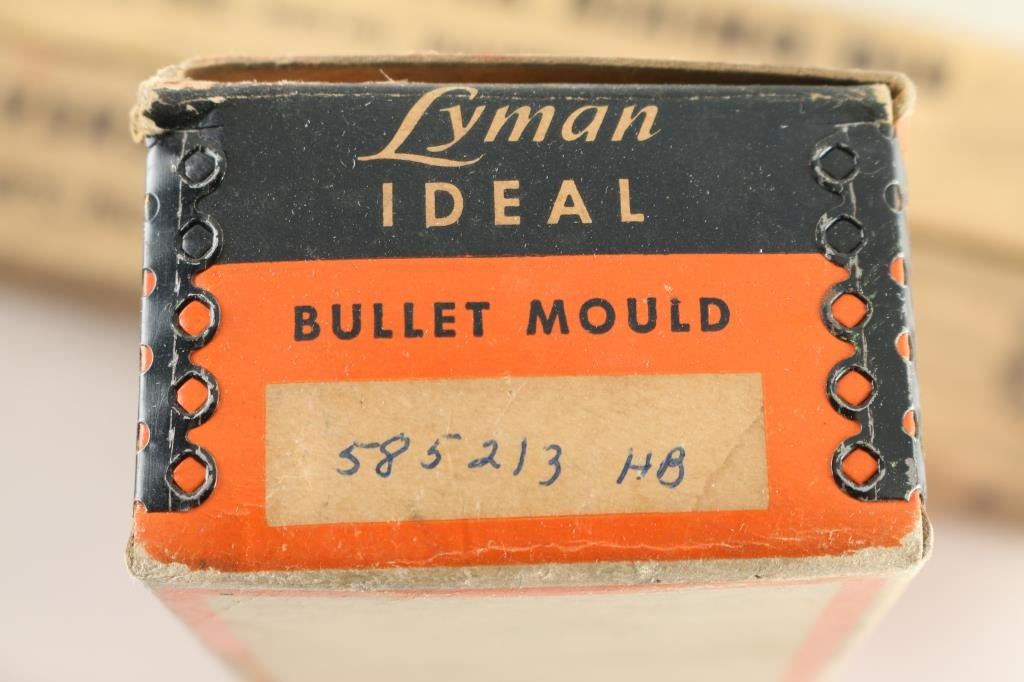 Lyman
IDEAL
BULLET MOULD
585213 HB